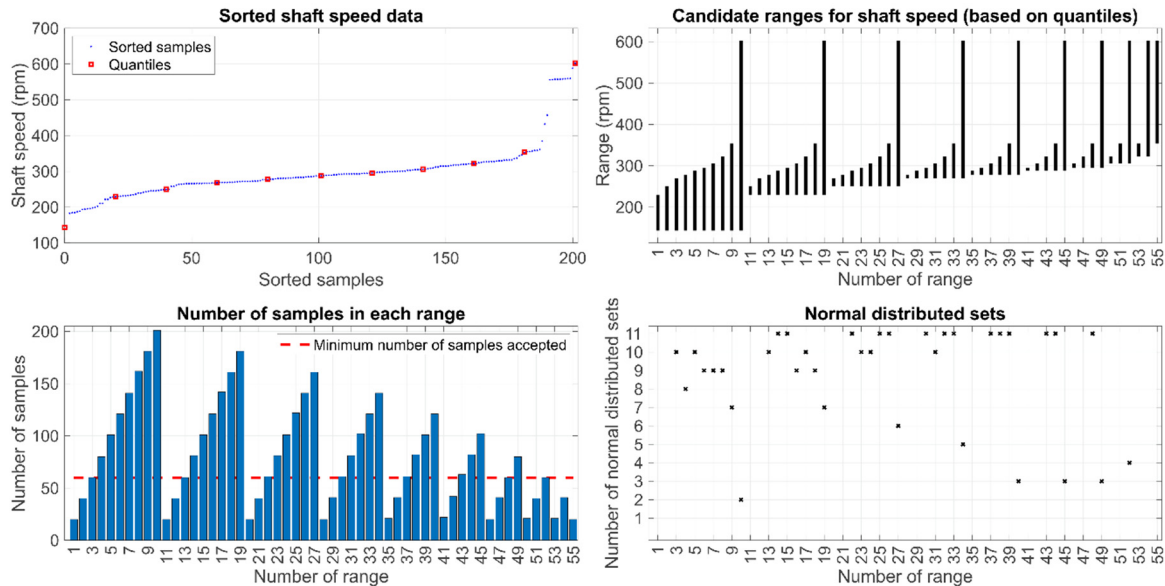 Sorted shaft speed data
700
600
500
400
300
200
100
Shaft speed (rpm)
Sorted samples
Quantiles
0 50 100 150 200
Sorted samples
Candidate ranges for shaft speed (based on quantiles)
600
500
400
300
200
Range (rpm)
1 3 5 7 9 11 13 15 17 19 21 23 25 27 29 31 33 35 37 39 41 43 45 47 49 51 53 55
Number of range
Number of samples in each range
200
150
100
50
0
Number of samples
Minimum number of samples accepted
1 3 5 7 9 11 13 15 17 19 21 23 25 27 29 31 33 35 37 39 41 43 45 47 49 51 53 55
Number of range
Normal distributed sets
11
10
9
8
7
6
5
4
3
2
1
Number of normal distributed sets
1 3 5 7 9 11 13 15 17 19 21 23 25 27 29 31 33 35 37 39 41 43 45 47 49 51 53 55
Number of range